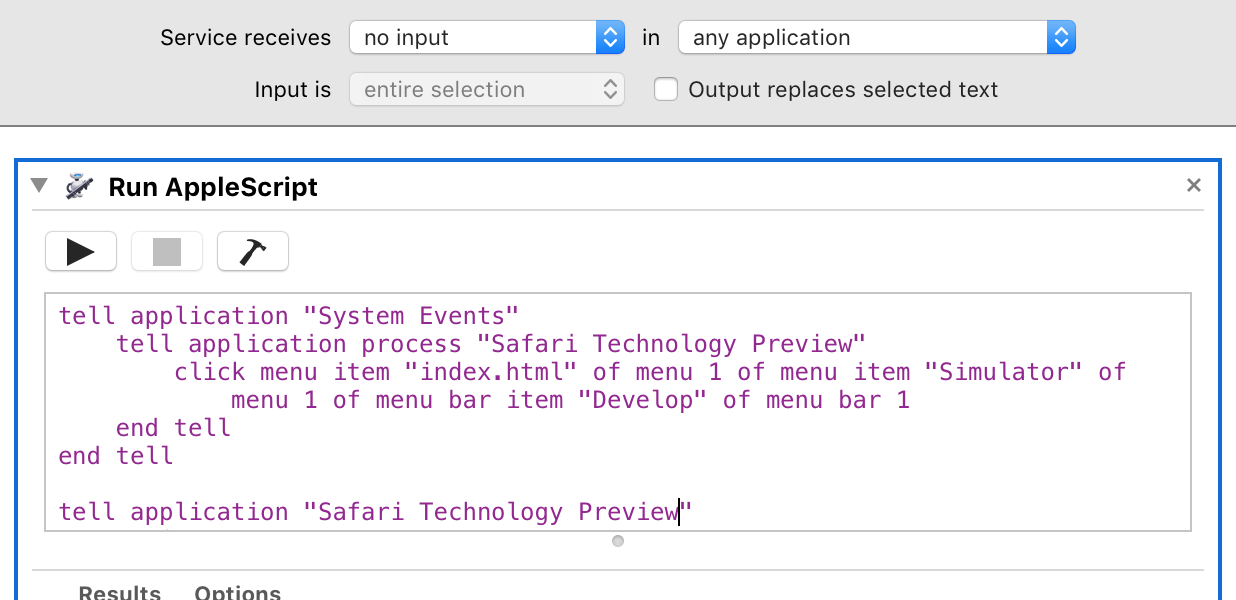 Service receives no input in any application
Input is entire selection Output replaces selected text
Run AppleScript
tell application "System Events"
    tell application process "Safari Technology Preview"
        click menu item "index.html" of menu 1 of menu item "Simulator" of
            menu 1 of menu bar item "Develop" of menu bar 1
    end tell
end tell

tell application "Safari Technology Preview"
Results Options